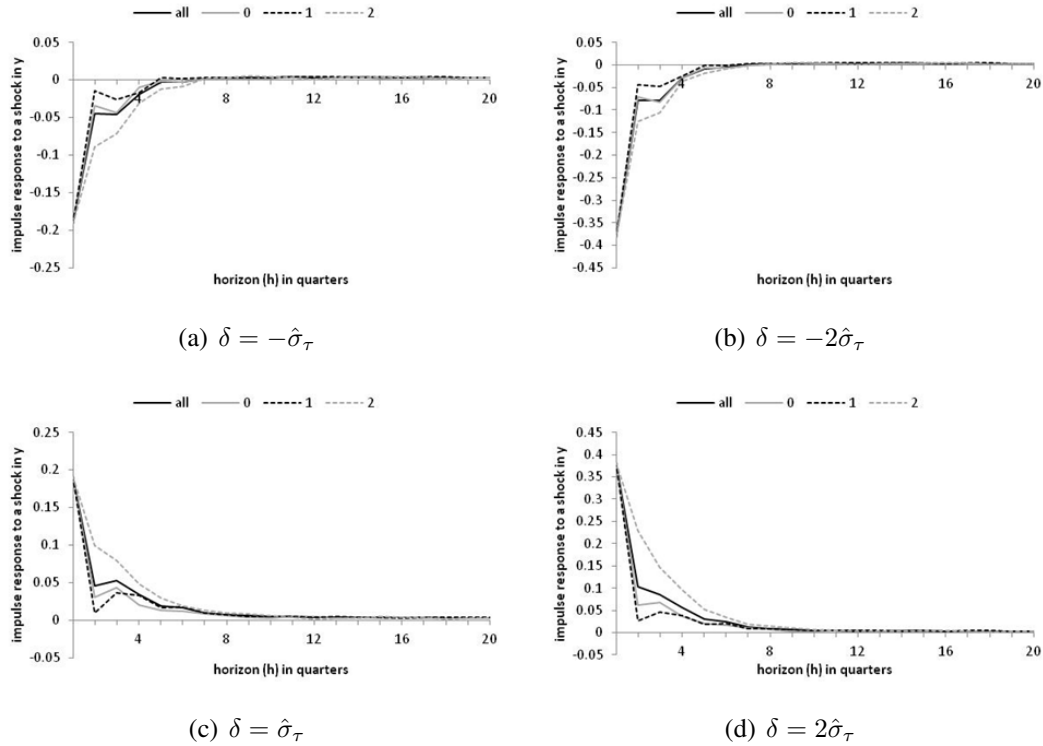 all 0 1 2
0.05
0
-0.05
-0.1
-0.15
-0.2
-0.25
4 8 12 16 20
impulse response to a shock in y
horizon (h) in quarters
(a) δ = −σ̂τ
all 0 1 2
0.05
0
-0.05
-0.1
-0.15
-0.2
-0.25
-0.3
-0.35
-0.4
-0.45
4 8 12 16 20
impulse response to a shock in y
horizon (h) in quarters
(b) δ = −2σ̂τ
all 0 1 2
0.25
0.2
0.15
0.1
0.05
0
-0.05
4 8 12 16 20
impulse response to a shock in y
horizon (h) in quarters
(c) δ = σ̂τ
all 0 1 2
0.45
0.4
0.35
0.3
0.25
0.2
0.15
0.1
0.05
0
-0.05
4 8 12 16 20
impulse response to a shock in y
horizon (h) in quarters
(d) δ = 2σ̂τ